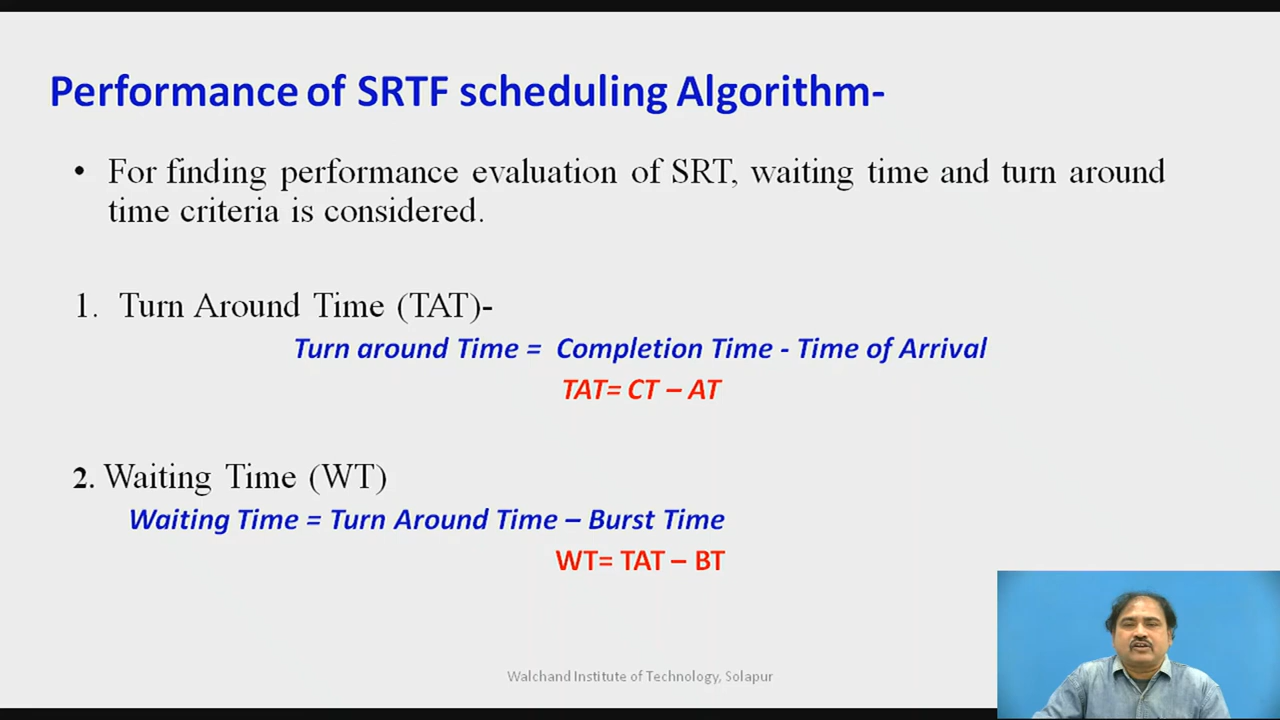 Performance of SRTF scheduling Algorithm-
• For finding performance evaluation of SRT, waiting time and turn around
time criteria is considered.
1. Turn Around Time (TAT)-
Turn around Time = Completion Time - Time of Arrival
TAT= CT – AT
2. Waiting Time (WT)
Waiting Time = Turn Around Time – Burst Time
WT= TAT – BT
Walchand Institute of Technology, Solapur